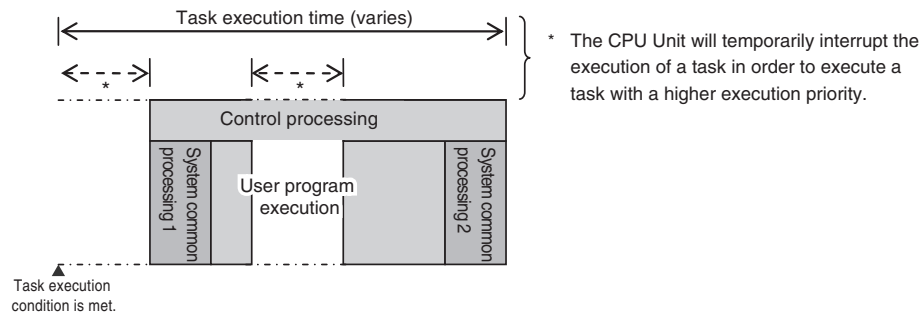 Task execution time (varies)
* The CPU Unit will temporarily interrupt the
execution of a task in order to execute a
task with a higher execution priority.
*
*
Control processing
System common
processing 1
User program
execution
System common
processing 2
Task execution
condition is met.